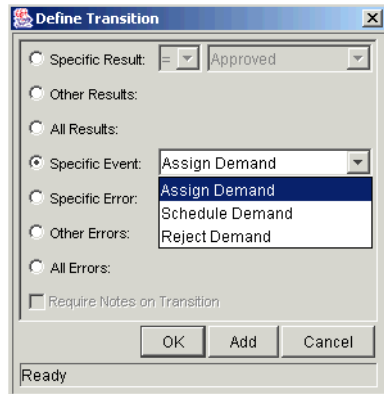 Define Transition
Specific Result: = Approved
Other Results:
All Results:
Specific Event: Assign Demand
Assign Demand
Specific Error:
Schedule Demand
Other Errors:
Reject Demand
All Errors:
Require Notes on Transition
OK Add Cancel
Ready